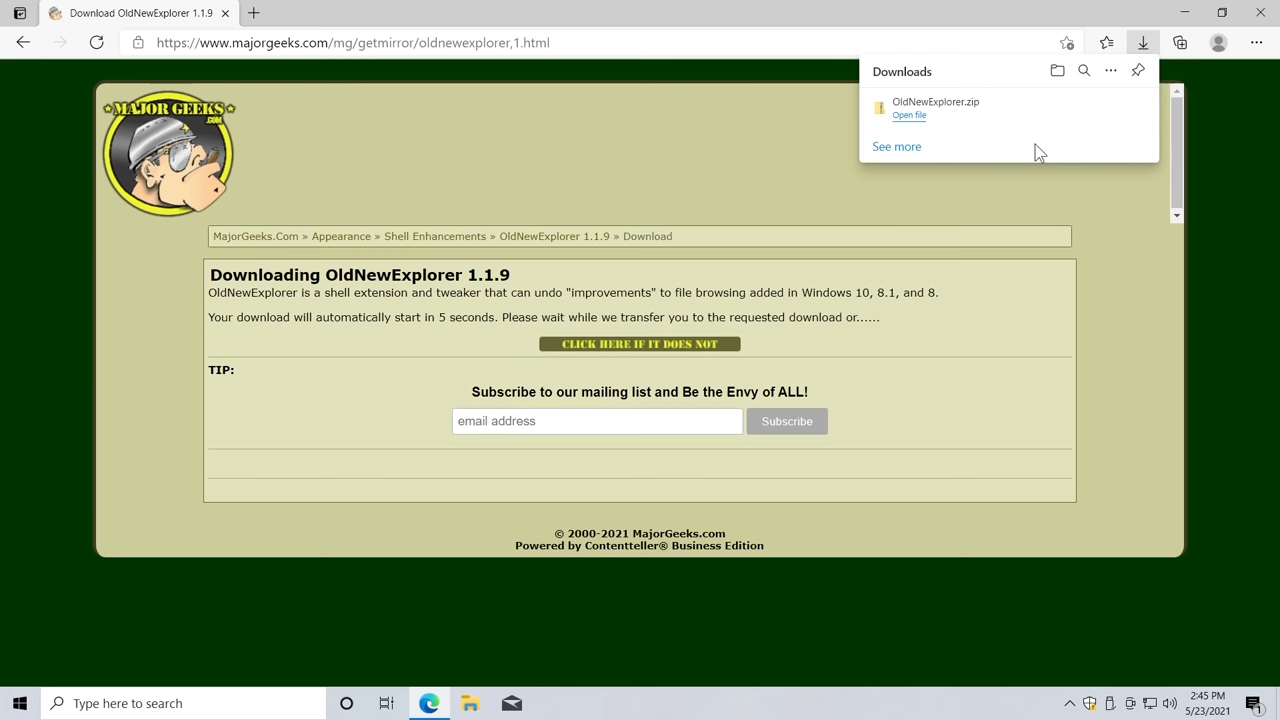 Download OldNewExplorer 1.1.9
https://www.majorgeeks.com/mg/getmirror/oldnewexplorer,1.html
Downloads
OldNewExplorer.zip
Open file
See more
MAJOR GEEKS
.COM
MajorGeeks.Com » Appearance » Shell Enhancements » OldNewExplorer 1.1.9 » Download
Downloading OldNewExplorer 1.1.9
OldNewExplorer is a shell extension and tweaker that can undo "improvements" to file browsing added in Windows 10, 8.1, and 8.
Your download will automatically start in 5 seconds. Please wait while we transfer you to the requested download or......
CLICK HERE IF IT DOES NOT
TIP:
Subscribe to our mailing list and Be the Envy of ALL!
email address
Subscribe
© 2000-2021 MajorGeeks.com
Powered by Contentteller® Business Edition
Type here to search
2:45 PM
5/23/2021
1